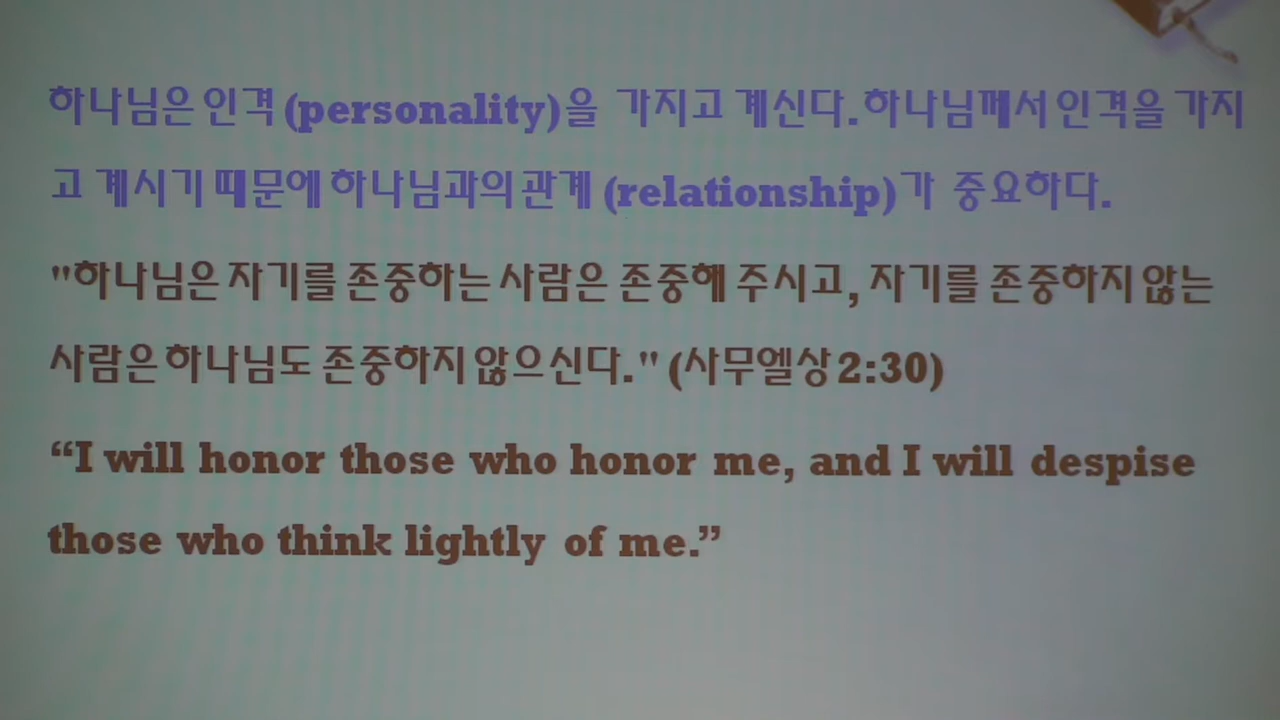 하나님은 인격 (personality)을 가지고 계신다. 하나님께서 인격을 가지
고 계시기 때문에 하나님과의 관계 (relationship)가 중요하다.
"하나님은 자기를 존중하는 사람은 존중해 주시고, 자기를 존중하지 않는
사람은 하나님도 존중하지 않으신다." (사무엘상 2:30)
“I will honor those who honor me, and I will despise
those who think lightly of me.”